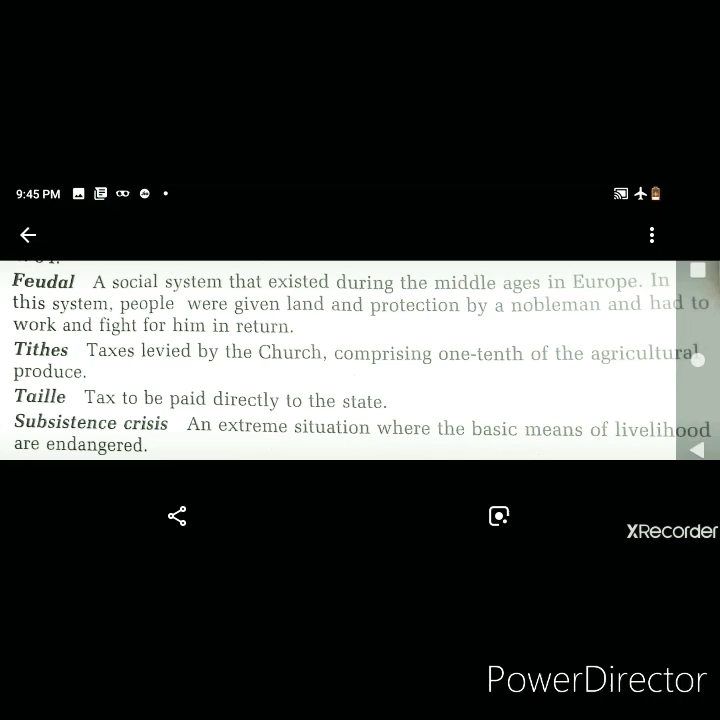 9:45 PM
Feudal A social system that existed during the middle ages in Europe. In
this system, people were given land and protection by a nobleman and had to
work and fight for him in return.
Tithes Taxes levied by the Church, comprising one-tenth of the agricultural
produce.
Taille Tax to be paid directly to the state.
Subsistence crisis An extreme situation where the basic means of livelihood
are endangered.
XRecorder
PowerDirector